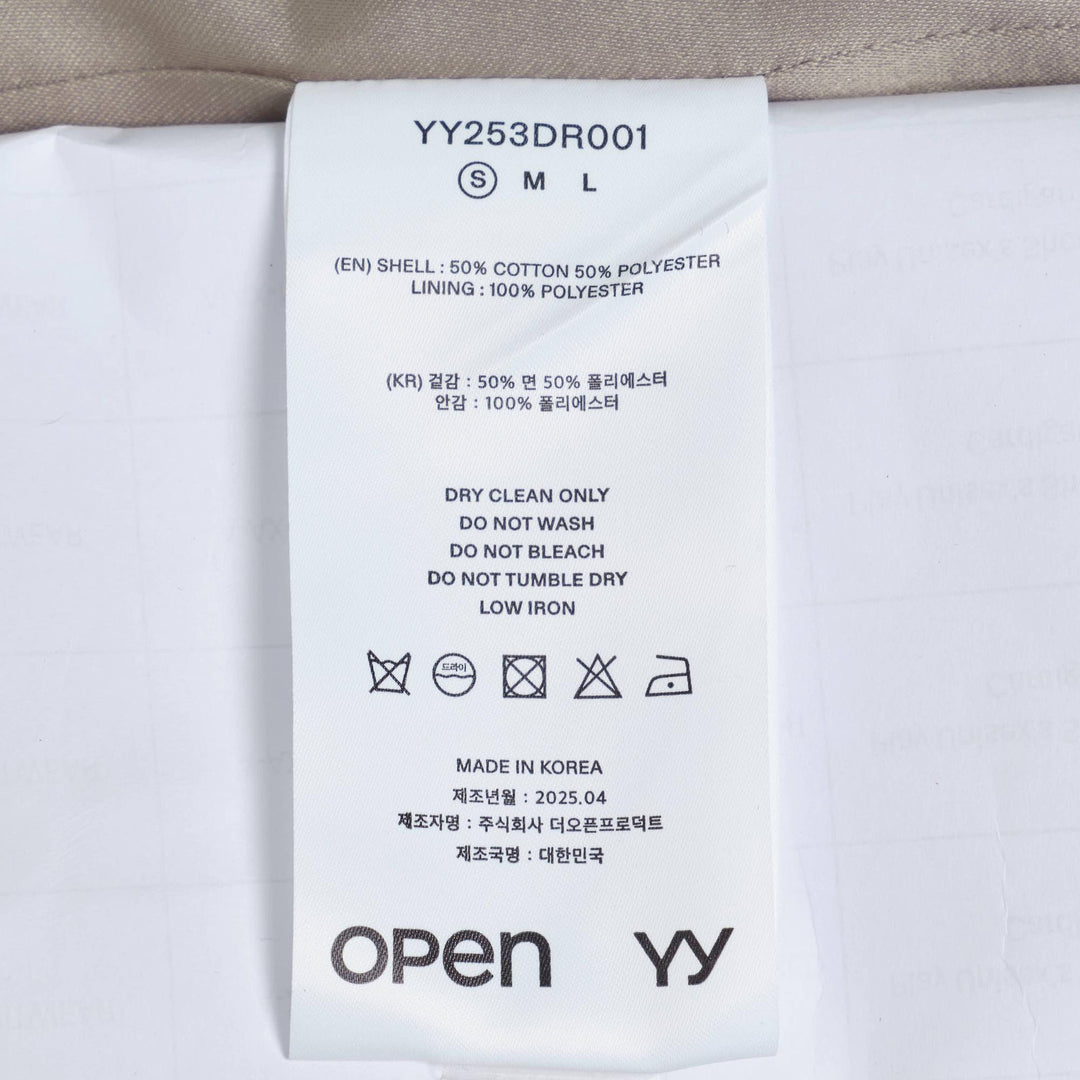 YY253DR001
S M L
(EN) SHELL : 50% COTTON 50% POLYESTER
LINING : 100% POLYESTER
(KR) 겉감 : 50% 면 50% 폴리에스터
안감 : 100% 폴리에스터
DRY CLEAN ONLY
DO NOT WASH
DO NOT BLEACH
DO NOT TUMBLE DRY
LOW IRON
드라이
MADE IN KOREA
제조년월 : 2025.04
제조자명 : 주식회사 더오픈프로덕트
제조국명 : 대한민국
OPEN YY